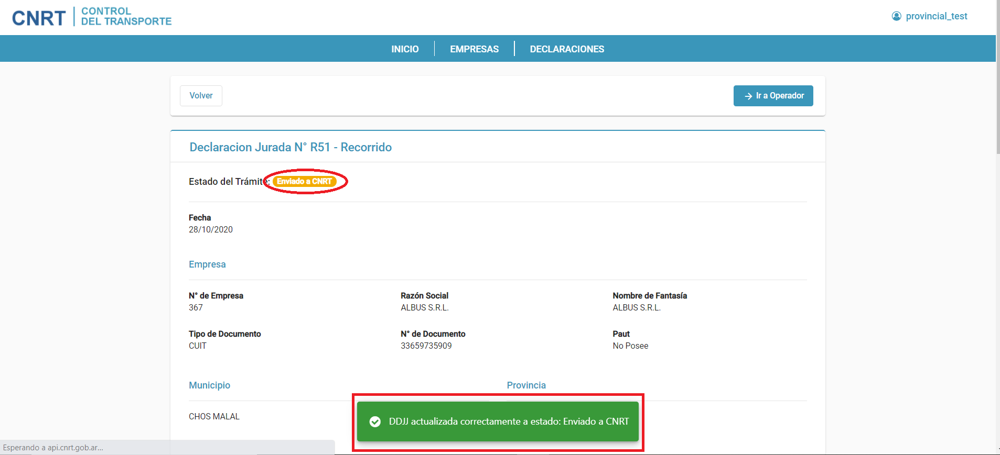 CNRT
CONTROL
DEL TRANSPORTE
provincial_test
INICIO
EMPRESAS
DECLARACIONES
Volver
Ir a Operador
Declaracion Jurada N° R51 - Recorrido
Estado del Trámite: Enviado a CNRT
Fecha
28/10/2020
Empresa
N° de Empresa
367
Razón Social
ALBUS S.R.L.
Nombre de Fantasía
ALBUS S.R.L.
Tipo de Documento
CUIT
N° de Documento
33659735909
Paut
No Posee
Municipio
CHOS MALAL
Provincia
DDJJ actualizada correctamente a estado: Enviado a CNRT
Esperando a api.cnrt.gob.ar...